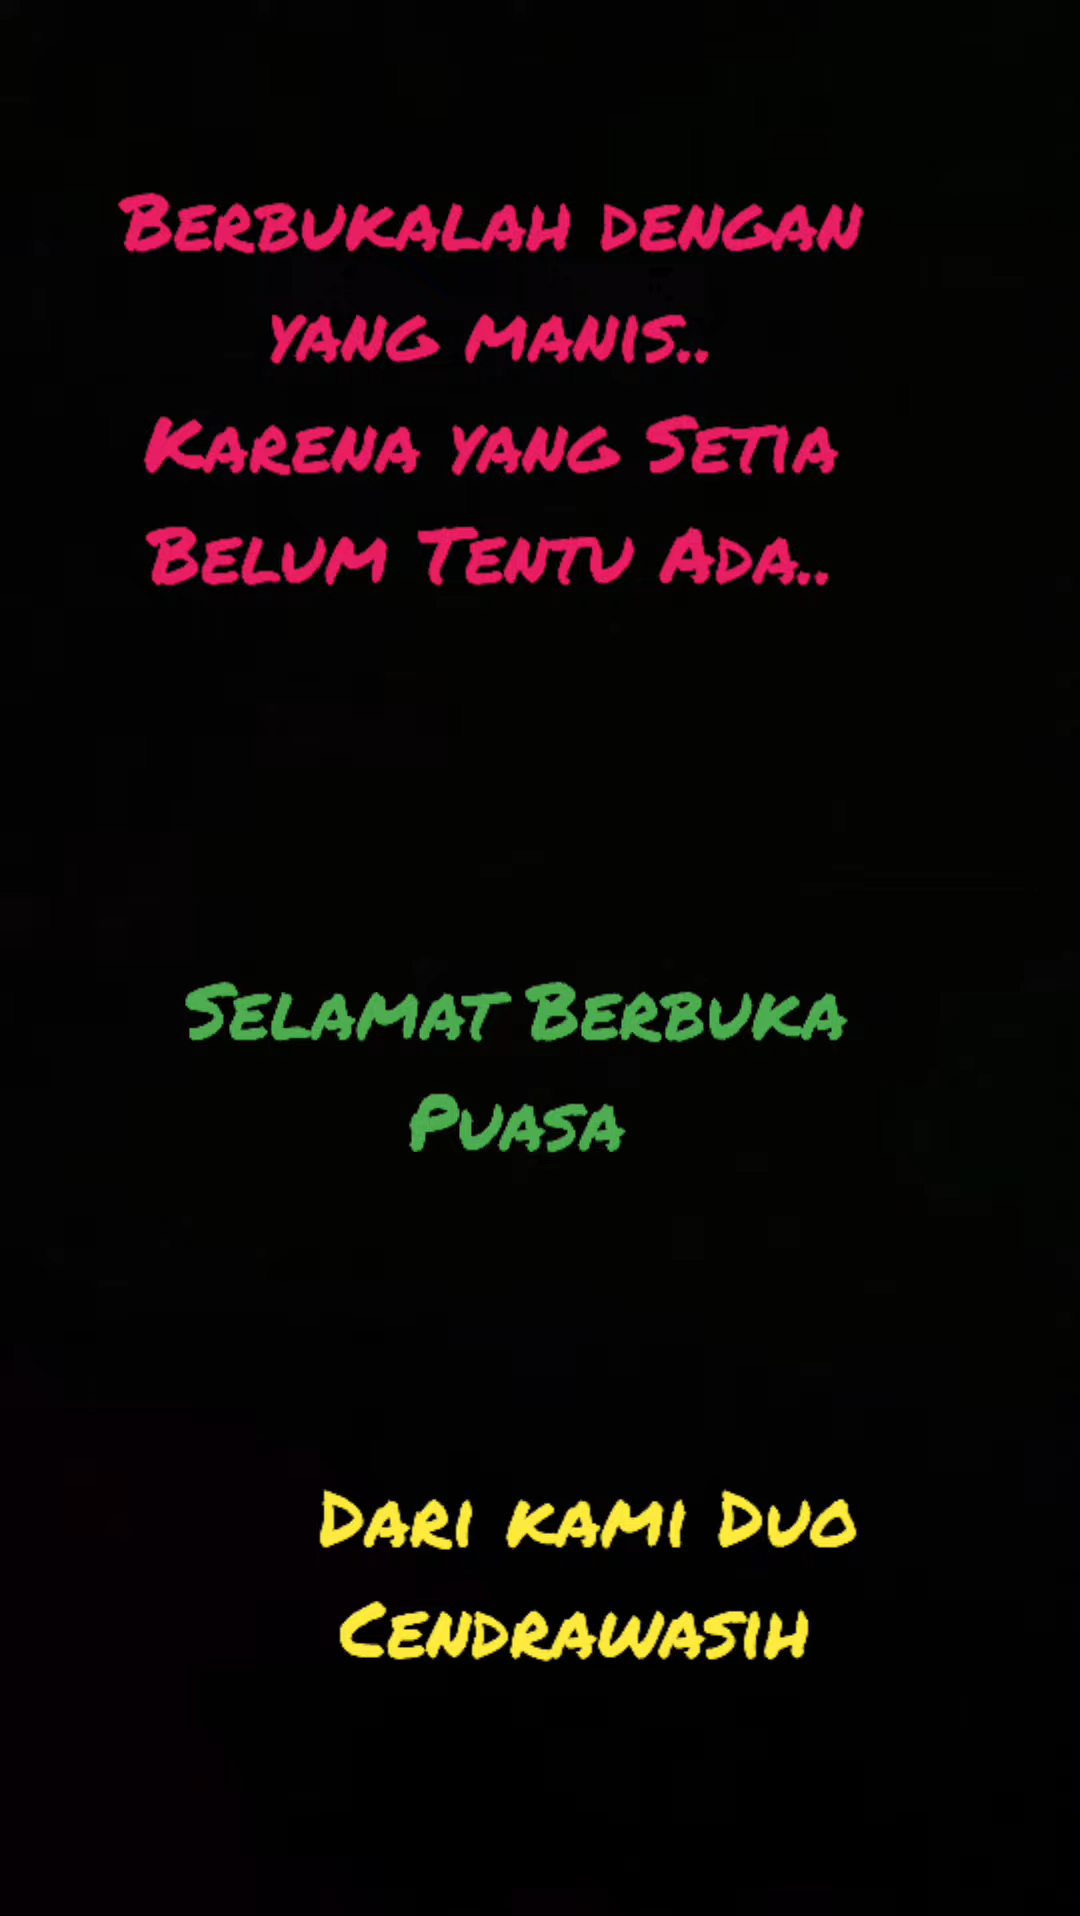 Berbukalah dengan
yang manis..
Karena yang Setia
Belum Tentu Ada..
Selamat Berbuka
Puasa
Dari kami Duo
Cendrawasih